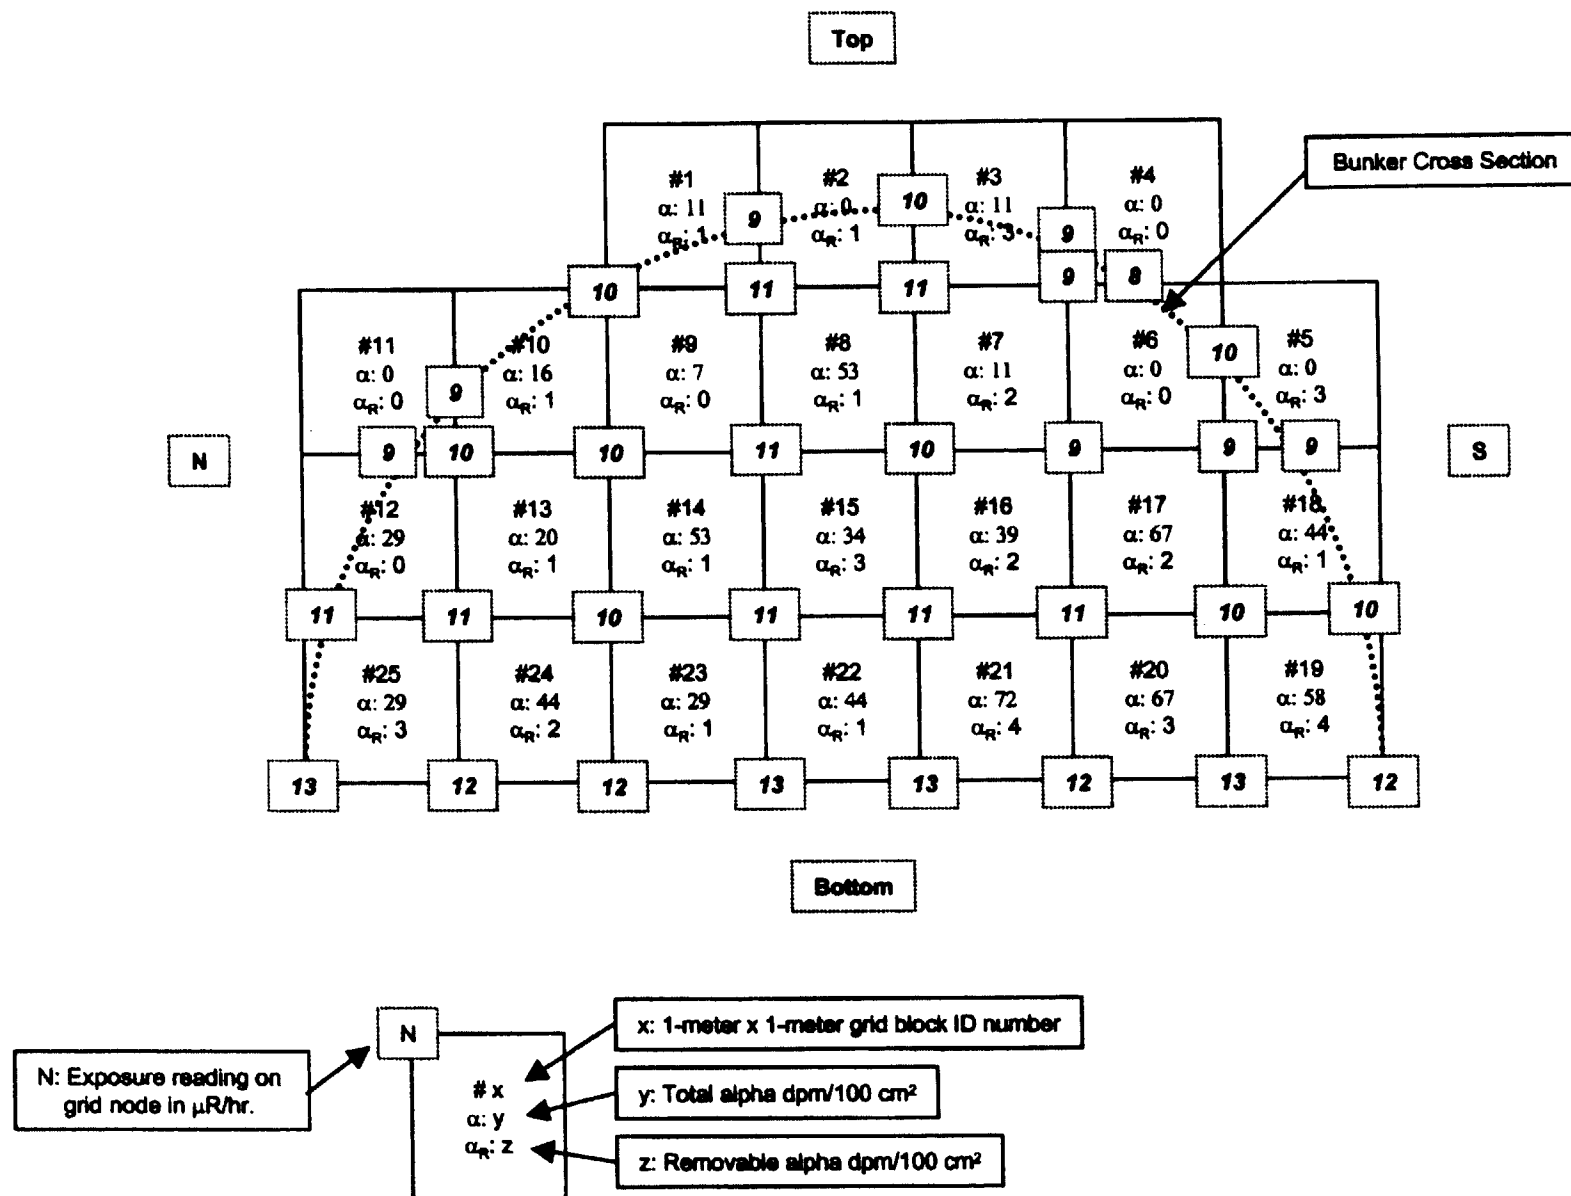 Top
Bunker Cross Section
#1 #2 #3 #4
α: 11 α: 0 α: 11 α: 0
αR: 1 αR: 1 αR: 3 αR: 0
9 10 9
10 11 11 9 8
#11 #10 #9 #8 #7 #6 #5
α: 0 α: 16 α: 7 α: 53 α: 11 α: 0 α: 0
αR: 0 αR: 1 αR: 0 αR: 1 αR: 2 αR: 0 αR: 3
9 10
N 9 10 10 11 10 9 9 9 S
#12 #13 #14 #15 #16 #17 #18
α: 29 α: 20 α: 53 α: 34 α: 39 α: 67 α: 44
αR: 0 αR: 1 αR: 1 αR: 3 αR: 2 αR: 2 αR: 1
11 11 10 11 11 11 10 10
#25 #24 #23 #22 #21 #20 #19
α: 29 α: 44 α: 29 α: 44 α: 72 α: 67 α: 58
αR: 3 αR: 2 αR: 1 αR: 1 αR: 4 αR: 3 αR: 4
13 12 12 13 13 12 13 12
Bottom
N
x: 1-meter x 1-meter grid block ID number
N: Exposure reading on
grid node in μR/hr.
# x
α: y
αR: z
y: Total alpha dpm/100 cm²
z: Removable alpha dpm/100 cm²